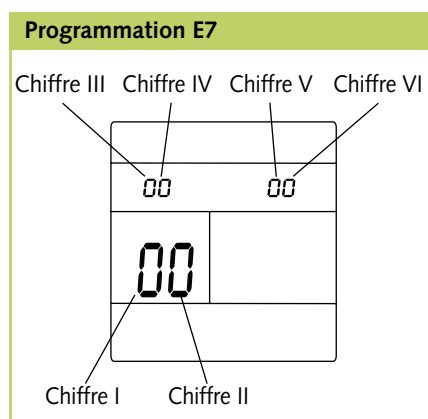 Programmation E7
Chiffre III Chiffre IV Chiffre V Chiffre VI
00 00
00
Chiffre I Chiffre II